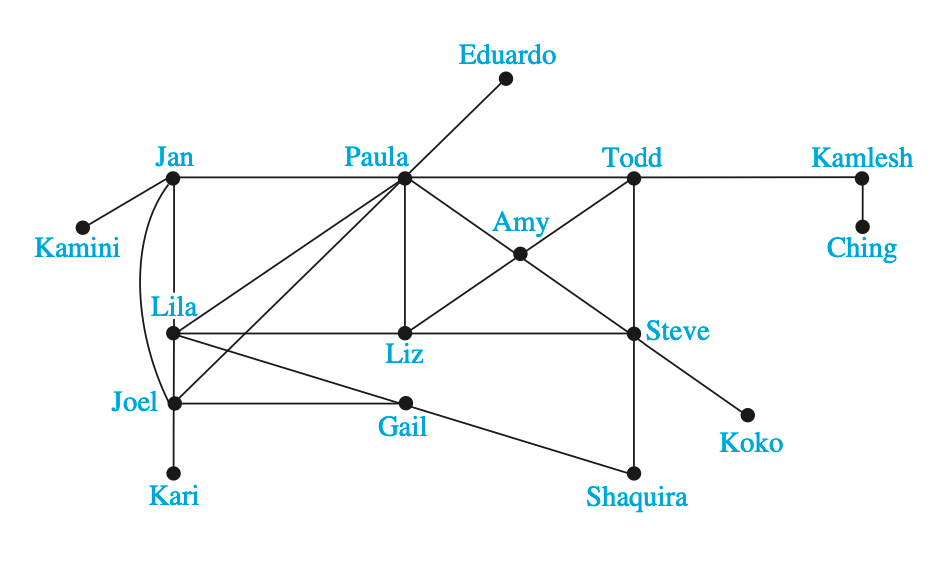 Eduardo
Jan
Paula
Todd
Kamlesh
Amy
Kamini
Ching
Lila
Steve
Liz
Joel
Gail
Koko
Kari
Shaquira